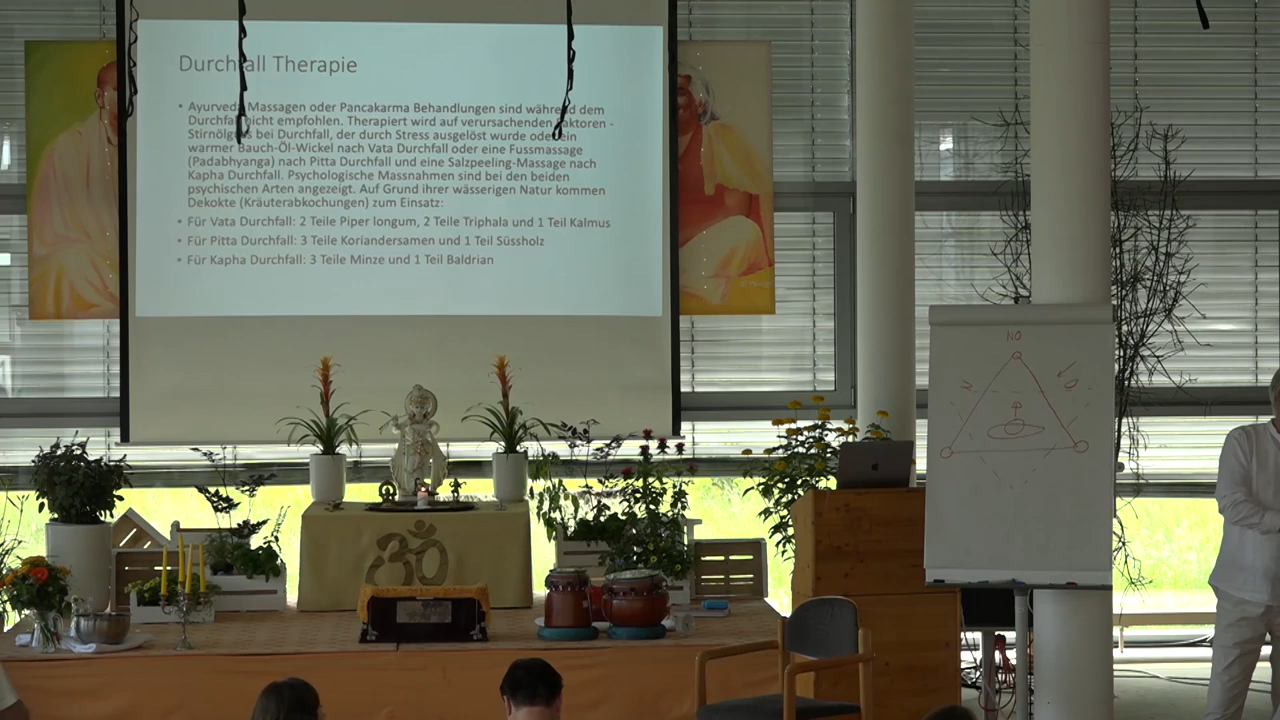 Durchfall Therapie
• Ayurveda Massagen oder Pancakarma Behandlungen sind während dem
Durchfall nicht empfohlen. Therapiert wird auf verursachenden Faktoren -
Stirnölguss bei Durchfall, der durch Stress ausgelöst wurde oder ein
warmer Bauch-Öl-Wickel nach Vata Durchfall oder eine Fussmassage
(Padabhyanga) nach Pitta Durchfall und eine Salzpeeling-Massage nach
Kapha Durchfall. Psychologische Massnahmen sind bei den beiden
psychischen Arten angezeigt. Auf Grund ihrer wässerigen Natur kommen
Dekokte (Kräuterabkochungen) zum Einsatz:
• Für Vata Durchfall: 2 Teile Piper longum, 2 Teile Triphala und 1 Teil Kalmus
• Für Pitta Durchfall: 3 Teile Koriandersamen und 1 Teil Süssholz
• Für Kapha Durchfall: 3 Teile Minze und 1 Teil Baldrian
ॐ